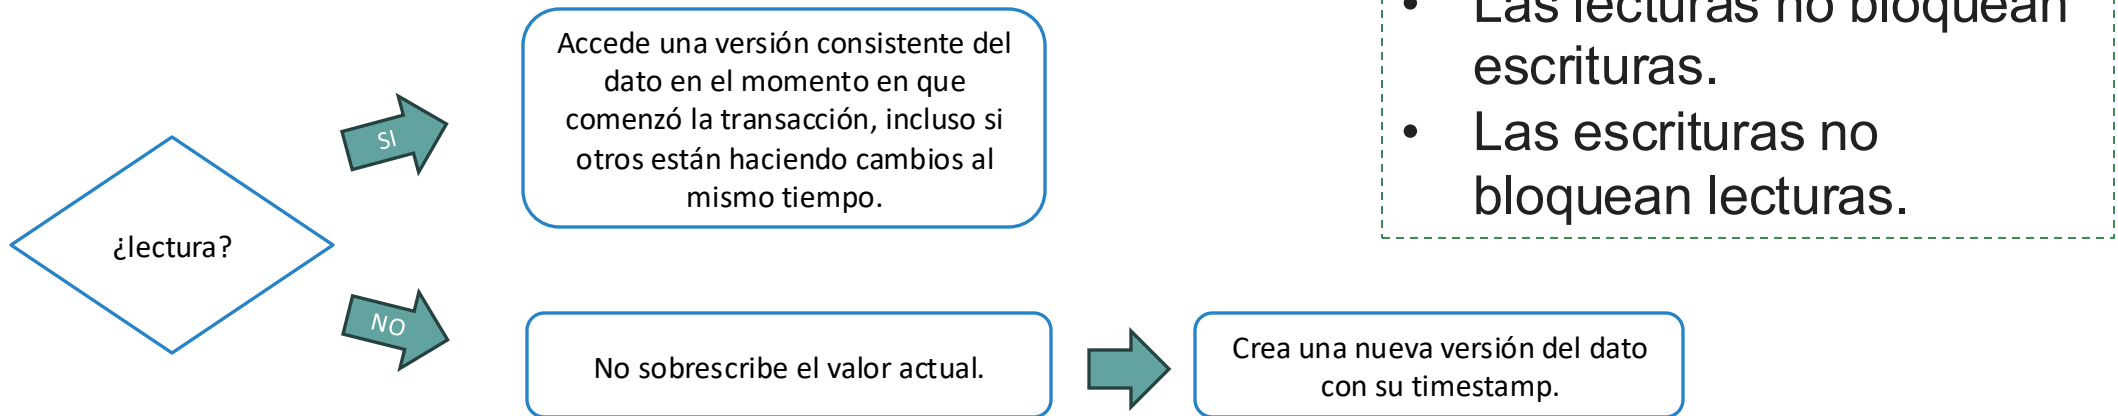 ¿lectura?
SI
Accede una versión consistente del
dato en el momento en que
comenzó la transacción, incluso si
otros están haciendo cambios al
mismo tiempo.
NO
No sobrescribe el valor actual.
Crea una nueva versión del dato
con su timestamp.
• Las lecturas no bloquean
escrituras.
• Las escrituras no
bloquean lecturas.